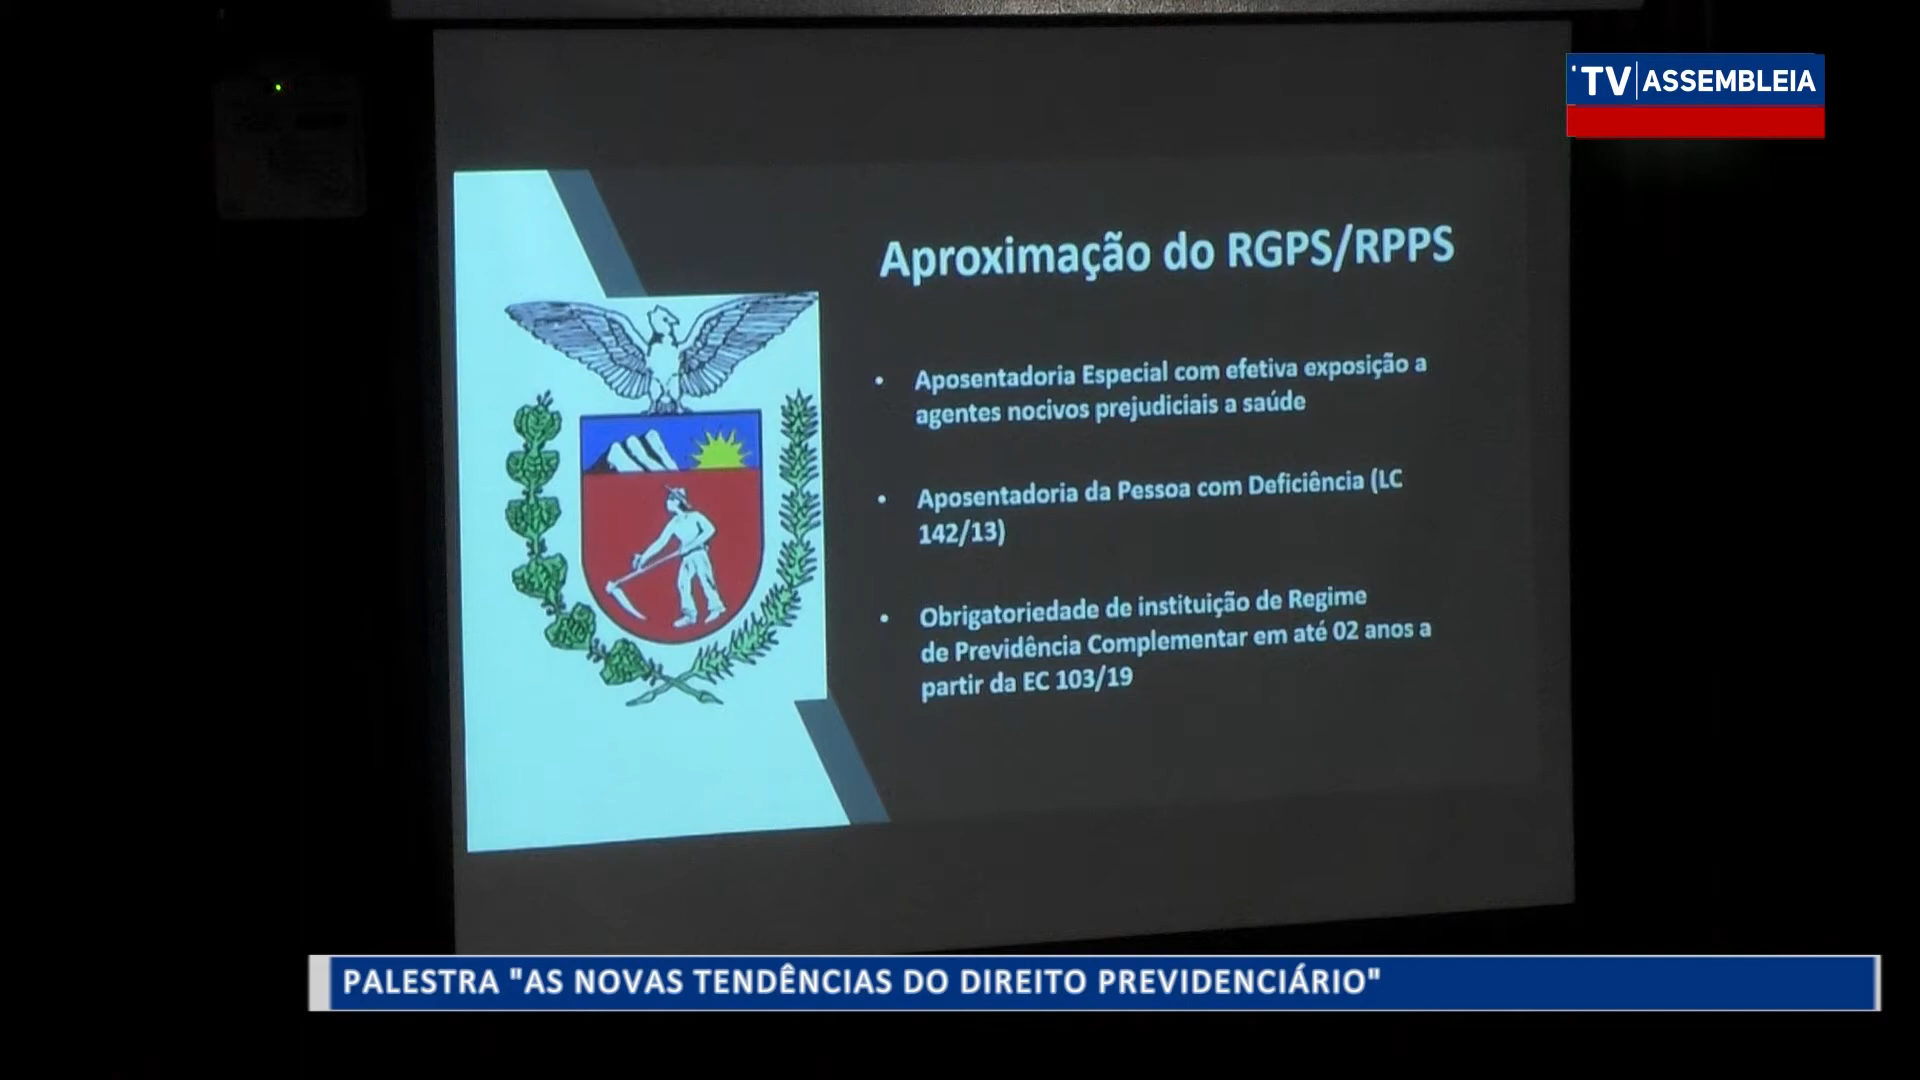 TV ASSEMBLEIA
Aproximação do RGPS/RPPS
• Aposentadoria Especial com efetiva exposição a
agentes nocivos prejudiciais a saúde
• Aposentadoria da Pessoa com Deficiência (LC
142/13)
• Obrigatoriedade de instituição de Regime
de Previdência Complementar em até 02 anos a
partir da EC 103/19
PALESTRA "AS NOVAS TENDÊNCIAS DO DIREITO PREVIDENCIÁRIO"